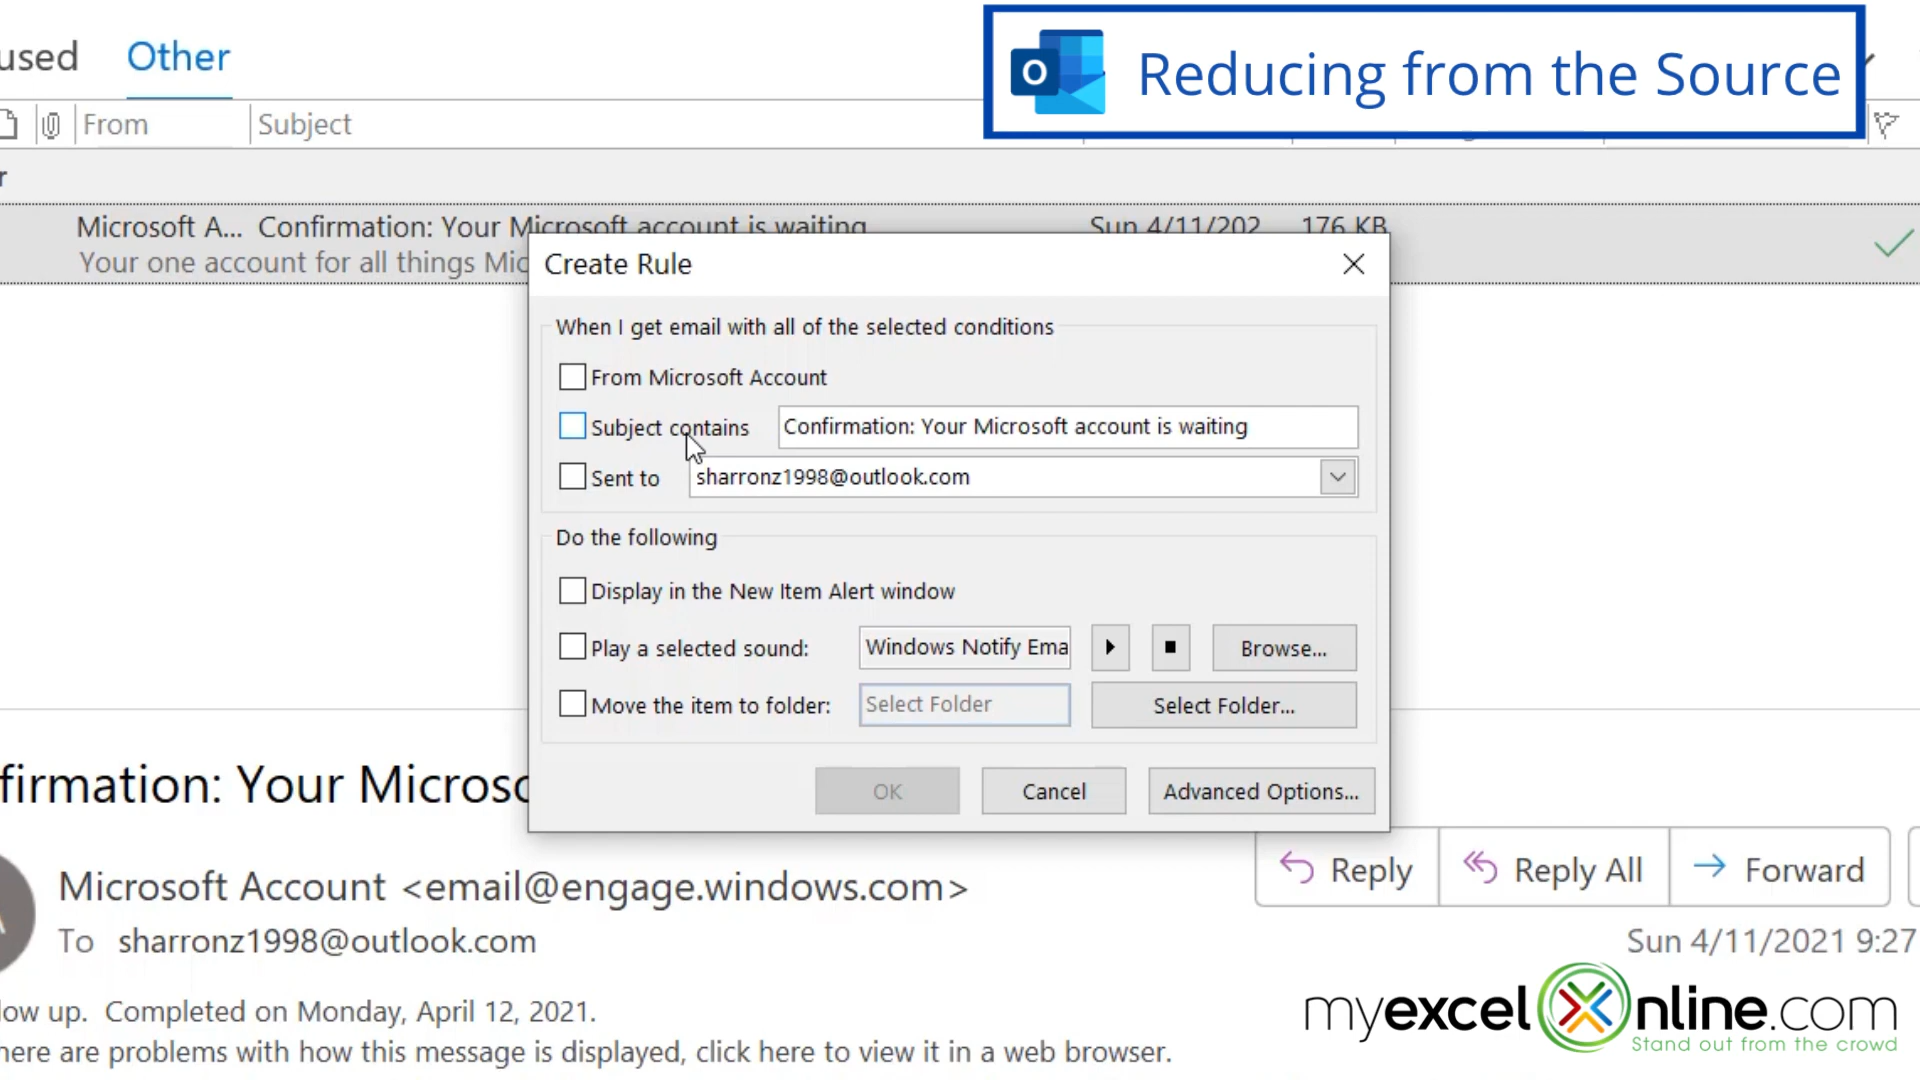 used Other
O Reducing from the Source
From Subject
r
Microsoft A... Confirmation: Your Microsoft account is waiting Sun 4/11/202 176 KB
Your one account for all things Mic
Create Rule
When I get email with all of the selected conditions
From Microsoft Account
Subject contains Confirmation: Your Microsoft account is waiting
Sent to sharronz1998@outlook.com
Do the following
Display in the New Item Alert window
Play a selected sound: Windows Notify Ema Browse...
Move the item to folder: Select Folder Select Folder...
OK Cancel Advanced Options...
firmation: Your Microso
Reply Reply All Forward
Microsoft Account <email@engage.windows.com>
To sharronz1998@outlook.com
Sun 4/11/2021 9:27
low up. Completed on Monday, April 12, 2021.
here are problems with how this message is displayed, click here to view it in a web browser.
myexcelonline.com
Stand out from the crowd